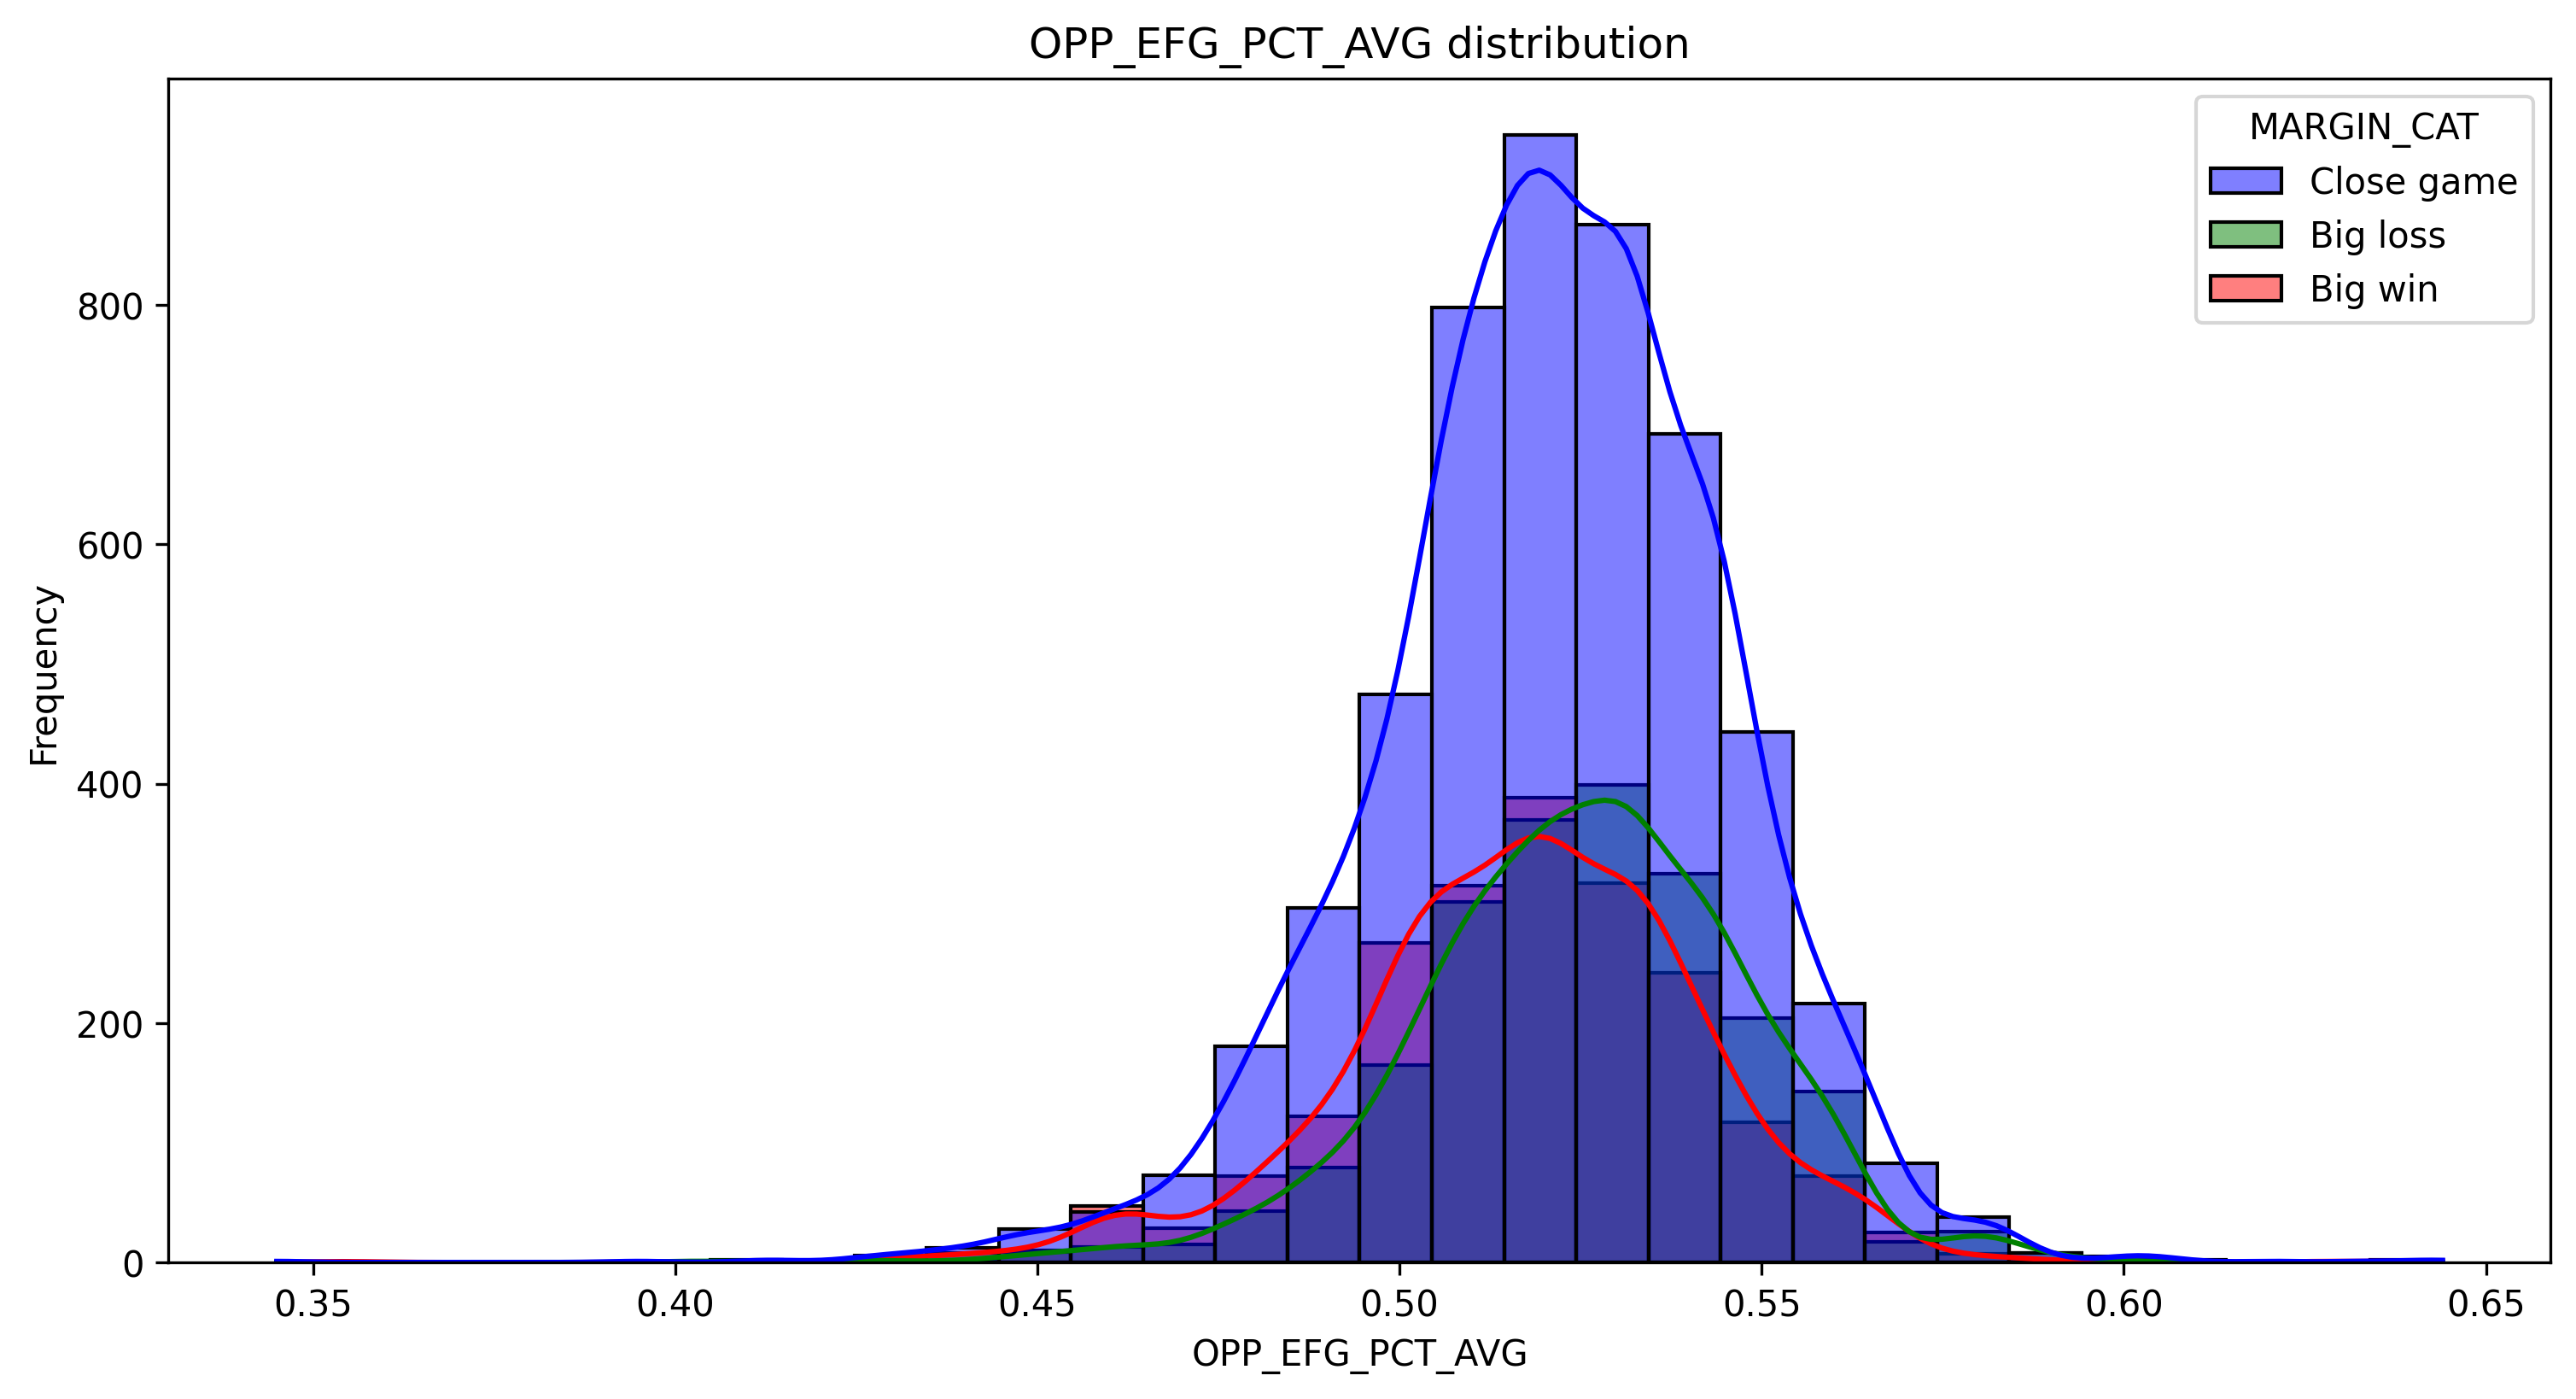 OPP_EFG_PCT_AVG distribution
MARGIN_CAT
Close game
Big loss
Big win
Frequency
800
600
400
200
0
0.35 0.40 0.45 0.50 0.55 0.60 0.65
OPP_EFG_PCT_AVG